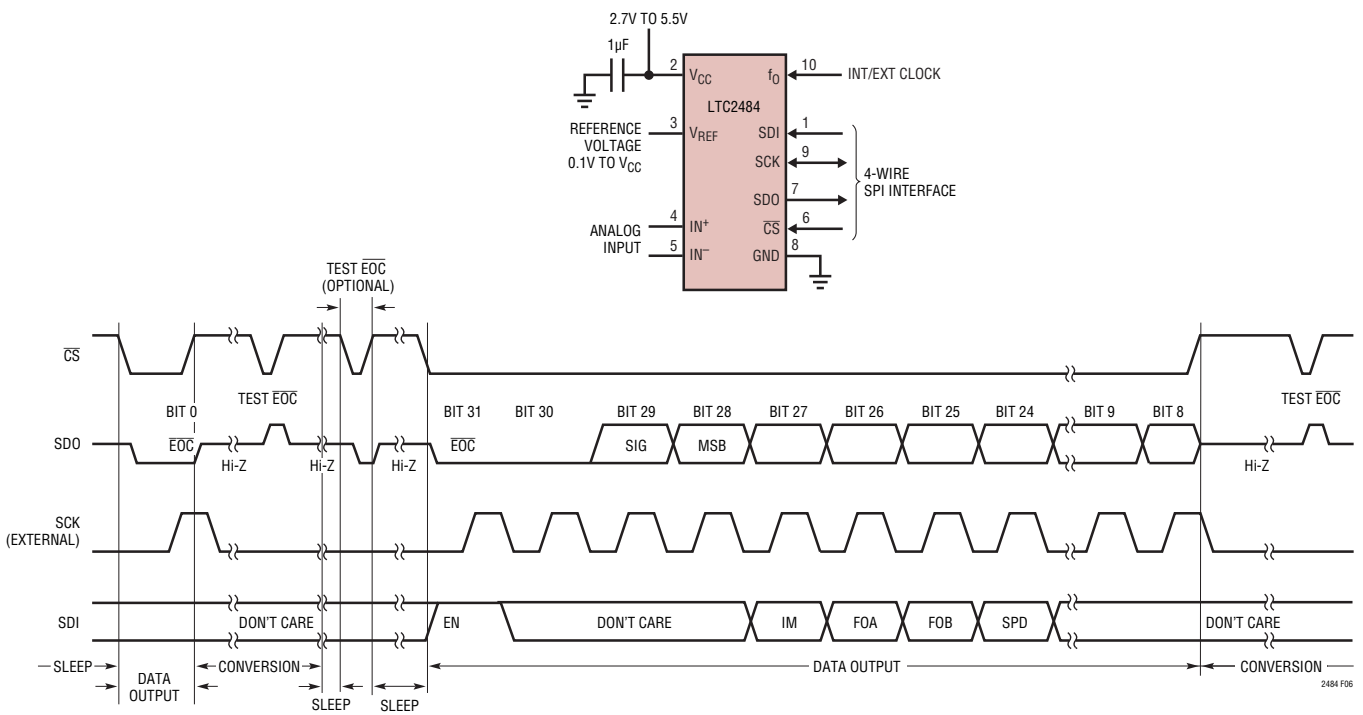 2.7V TO 5.5V
1µF
2
VCC
fO
10
INT/EXT CLOCK
LTC2484
REFERENCE
VOLTAGE
0.1V TO VCC
3
VREF
SDI
1
SCK
9
SDO
7
CS
6
4-WIRE
SPI INTERFACE
ANALOG
INPUT
4
IN+
5
IN–
GND
8
TEST EOC
(OPTIONAL)
CS
TEST EOC
TEST EOC
BIT 0
BIT 31
BIT 30
BIT 29
BIT 28
BIT 27
BIT 26
BIT 25
BIT 24
BIT 9
BIT 8
SDO
EOC
Hi-Z
Hi-Z
Hi-Z
EOC
SIG
MSB
Hi-Z
SCK
(EXTERNAL)
SDI
DON'T CARE
EN
DON'T CARE
IM
FOA
FOB
SPD
DON'T CARE
SLEEP
DATA
OUTPUT
CONVERSION
SLEEP
SLEEP
DATA OUTPUT
CONVERSION
2484 F06